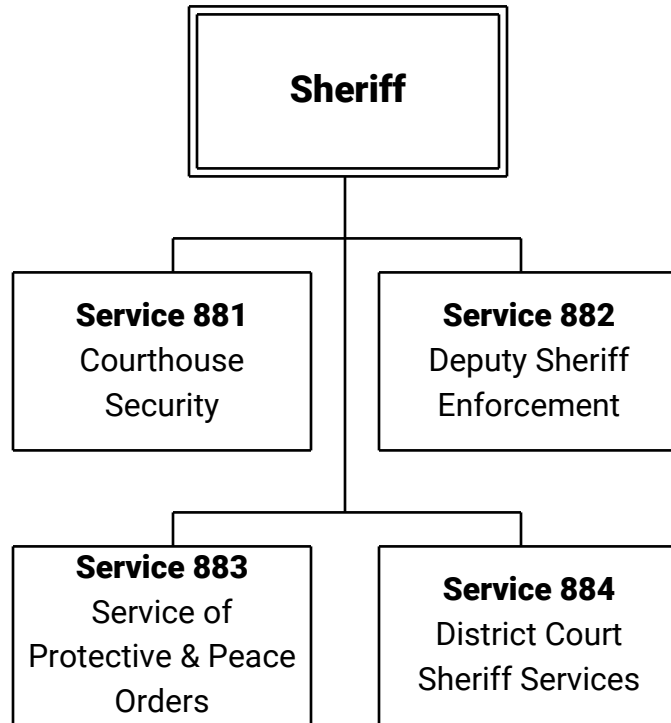 Sheriff
Service 881
Courthouse
Security
Service 882
Deputy Sheriff
Enforcement
Service 883
Service of
Protective & Peace
Orders
Service 884
District Court
Sheriff Services